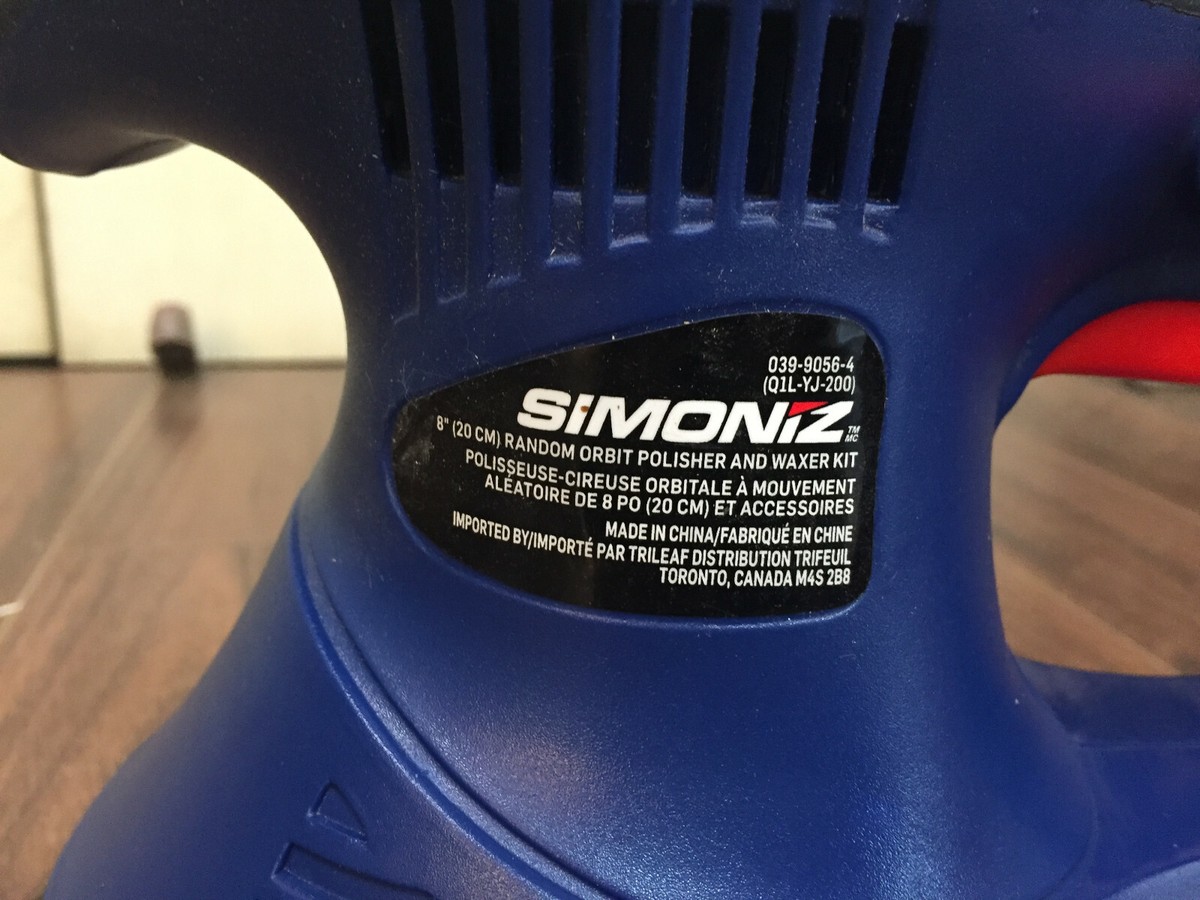 039-9056-4
(Q1L-YJ-200)
SiMONiZ TM MC
8" (20 CM) RANDOM ORBIT POLISHER AND WAXER KIT
POLISSEUSE-CIREUSE ORBITALE À MOUVEMENT
ALÉATOIRE DE 8 PO (20 CM) ET ACCESSOIRES
MADE IN CHINA/FABRIQUÉ EN CHINE
IMPORTED BY/IMPORTÉ PAR TRILEAF DISTRIBUTION TRIFEUIL
TORONTO, CANADA M4S 2B8